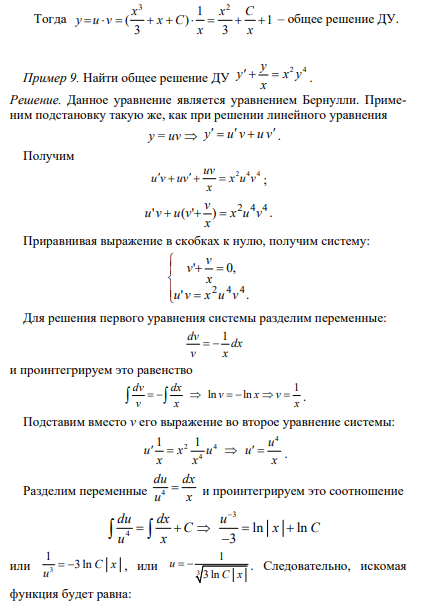 Тогда y = u · v = (x³/3 + x + C) · 1/x = x²/3 + C/x + 1 – общее решение ДУ.
Пример 9. Найти общее решение ДУ y′ + y/x = x²y⁴.
Решение. Данное уравнение является уравнением Бернулли. Приме-
ним подстановку такую же, как при решении линейного уравнения
y = uv ⇒ y′ = u′v + uv′.
Получим
u′v + uv′ + uv/x = x²u⁴v⁴;
u'v + u(v'+ v/x) = x²u⁴v⁴.
Приравнивая выражение в скобках к нулю, получим систему:
{ v'+ v/x = 0,
u'v = x²u⁴v⁴.
Для решения первого уравнения системы разделим переменные:
dv/v = − 1/x dx
и проинтегрируем это равенство
∫ dv/v = −∫ dx/x ⇒ ln v = −ln x ⇒ v = 1/x.
Подставим вместо v его выражение во второе уравнение системы:
u′ 1/x = x² 1/x⁴ u⁴ ⇒ u′ = u⁴/x.
Разделим переменные du/u⁴ = dx/x и проинтегрируем это соотношение
∫ du/u⁴ = ∫ dx/x + C ⇒ u⁻³/−3 = ln | x | + ln C
или 1/u³ = −3 ln C | x |, или u = − 1/∛(3 ln C | x |). Следовательно, искомая
функция будет равна: